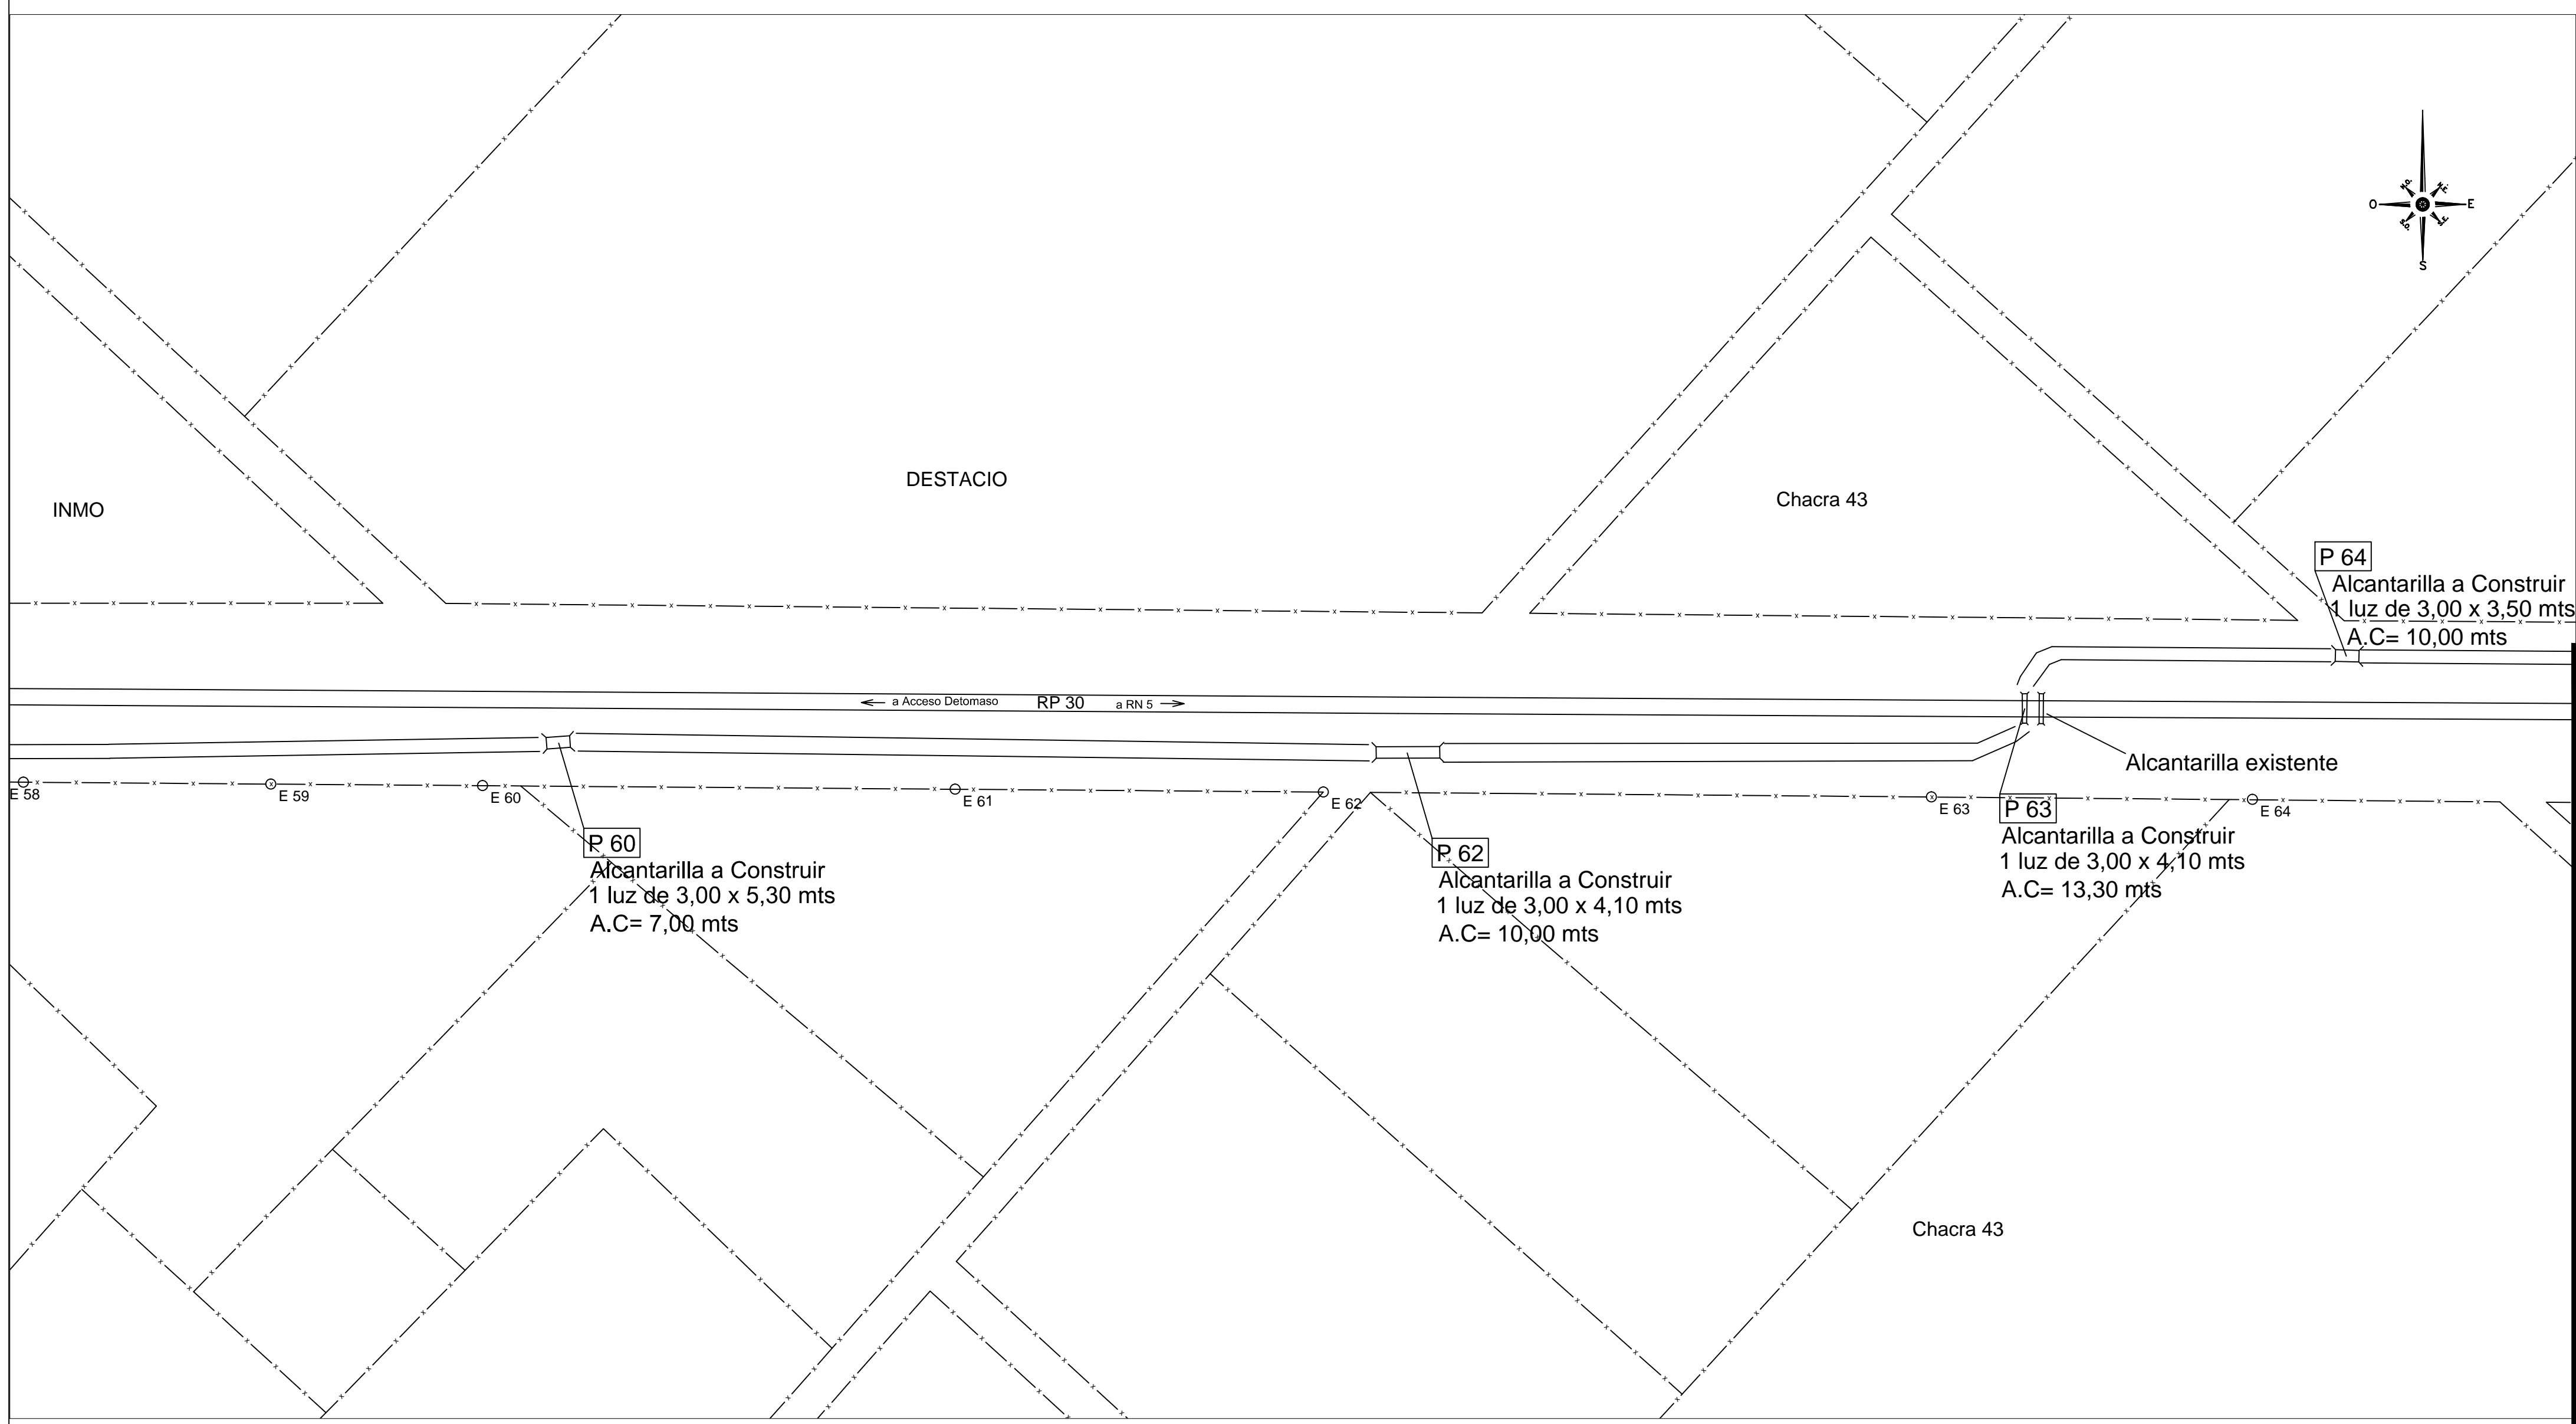 N.O.
N.E.
O
E
S.O.
S.E.
S
DESTACIO
INMO
Chacra 43
P 64
Alcantarilla a Construir
1 luz de 3,00 x 3,50 mts
A.C= 10,00 mts
a Acceso Detomaso
RP 30
a RN 5
Alcantarilla existente
E 58
E 59
E 60
E 61
E 62
E 63
E 64
P 60
Alcantarilla a Construir
1 luz de 3,00 x 5,30 mts
A.C= 7,00 mts
P 62
Alcantarilla a Construir
1 luz de 3,00 x 4,10 mts
A.C= 10,00 mts
P 63
Alcantarilla a Construir
1 luz de 3,00 x 4,10 mts
A.C= 13,30 mts
Chacra 43